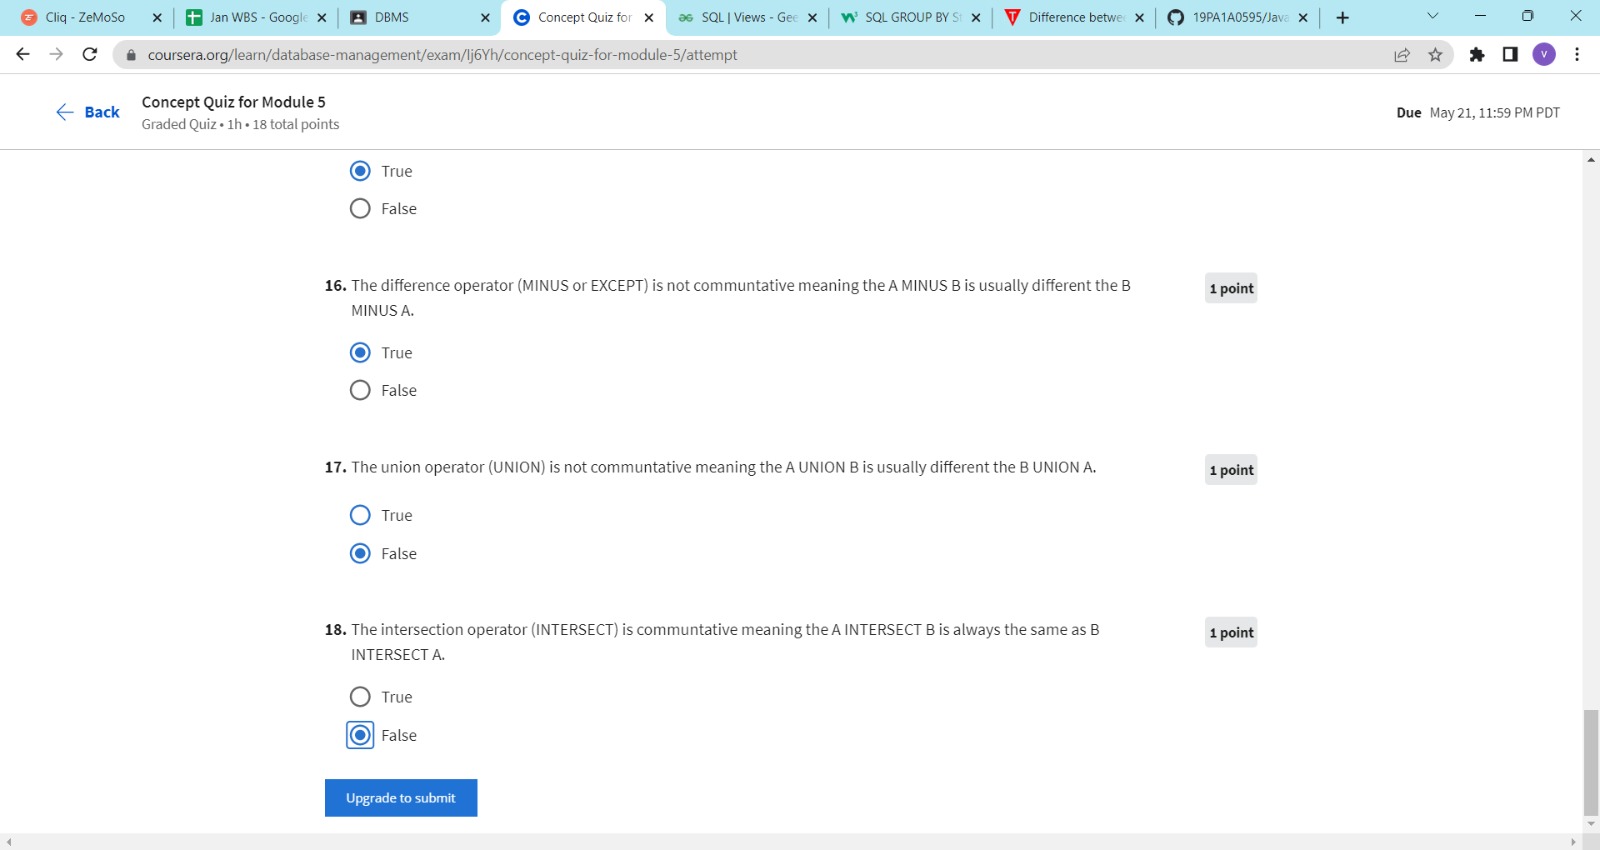 Cliq - ZeMoSo
Jan WBS - Google
DBMS
Concept Quiz for
SQL | Views - Gee
SQL GROUP BY St
Difference betwee
19PA1A0595/Java
coursera.org/learn/database-management/exam/lj6Yh/concept-quiz-for-module-5/attempt
V
Back
Concept Quiz for Module 5
Graded Quiz • 1h • 18 total points
Due May 21, 11:59 PM PDT
True
False
16. The difference operator (MINUS or EXCEPT) is not communtative meaning the A MINUS B is usually different the B
MINUS A.
1 point
True
False
17. The union operator (UNION) is not communtative meaning the A UNION B is usually different the B UNION A.
1 point
True
False
18. The intersection operator (INTERSECT) is communtative meaning the A INTERSECT B is always the same as B
INTERSECT A.
1 point
True
False
Upgrade to submit